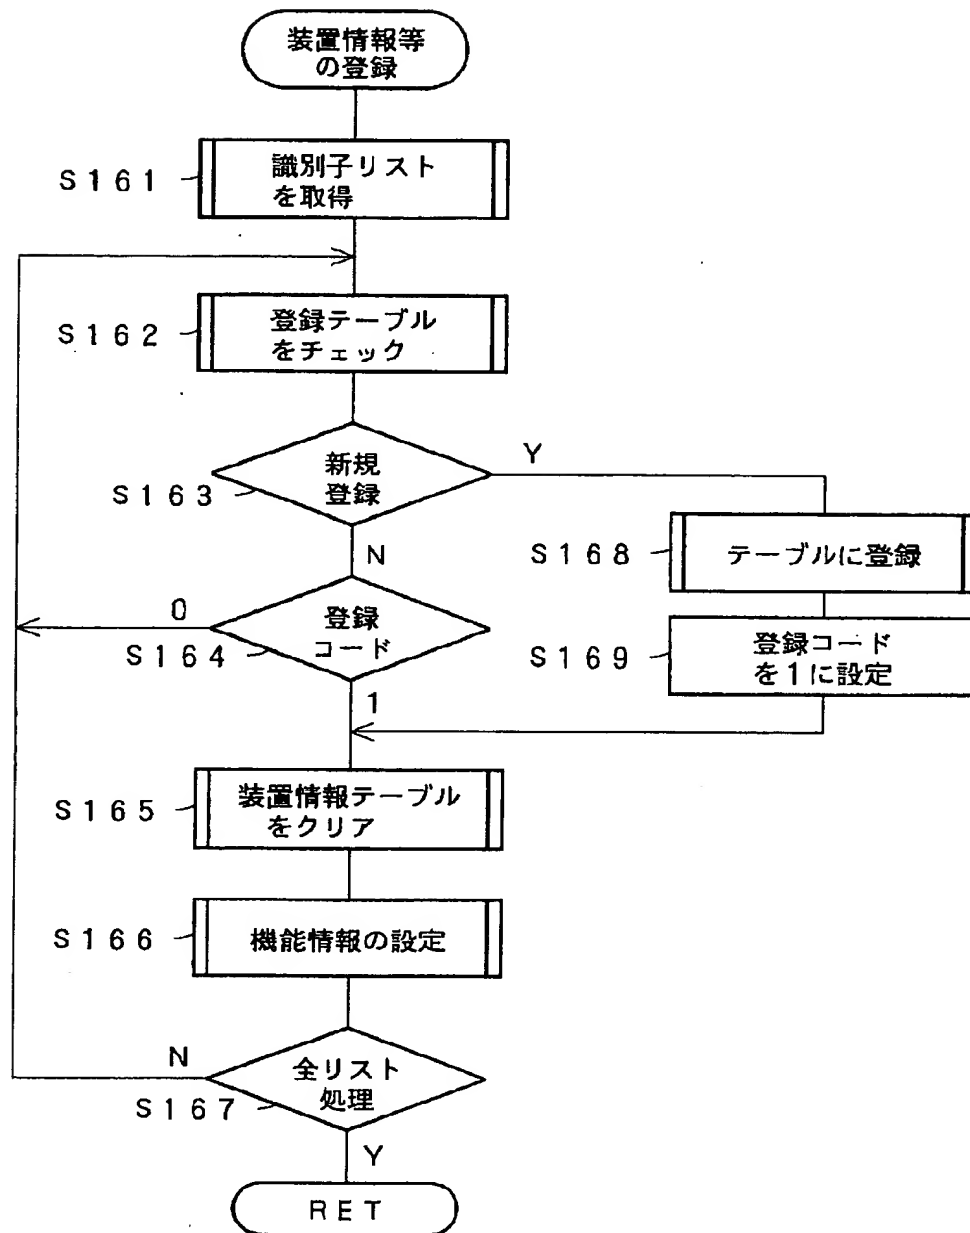 装置情報等
の登録
S161
識別子リスト
を取得
S162
登録テーブル
をチェック
S163
新規
登録
Y
N
S168
テーブルに登録
S169
登録コード
を1に設定
S164
登録
コード
0
1
S165
装置情報テーブル
をクリア
S166
機能情報の設定
S167
全リスト
処理
N
Y
RET